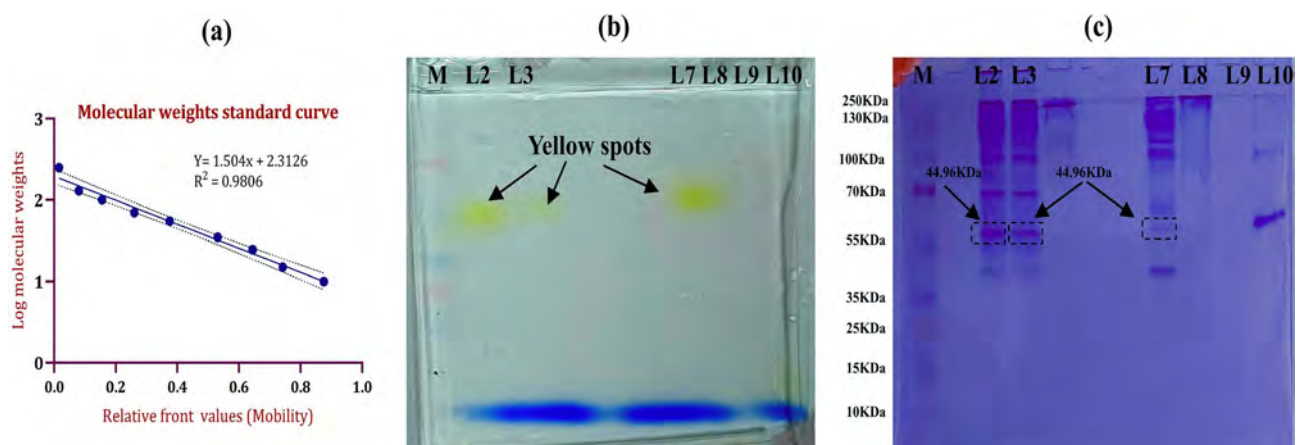 (a)
Molecular weights standard curve
Y= 1.504x + 2.3126
R² = 0.9806
Log molecular weights
3
2
1
0
0.0 0.2 0.4 0.6 0.8 1.0
Relative front values (Mobility)
(b)
M L2 L3 L7 L8 L9 L10
Yellow spots
(c)
M L2 L3 L7 L8 L9 L10
250KDa
130KDa
100KDa
70KDa
55KDa
35KDa
25KDa
15KDa
10KDa
44.96KDa
44.96KDa